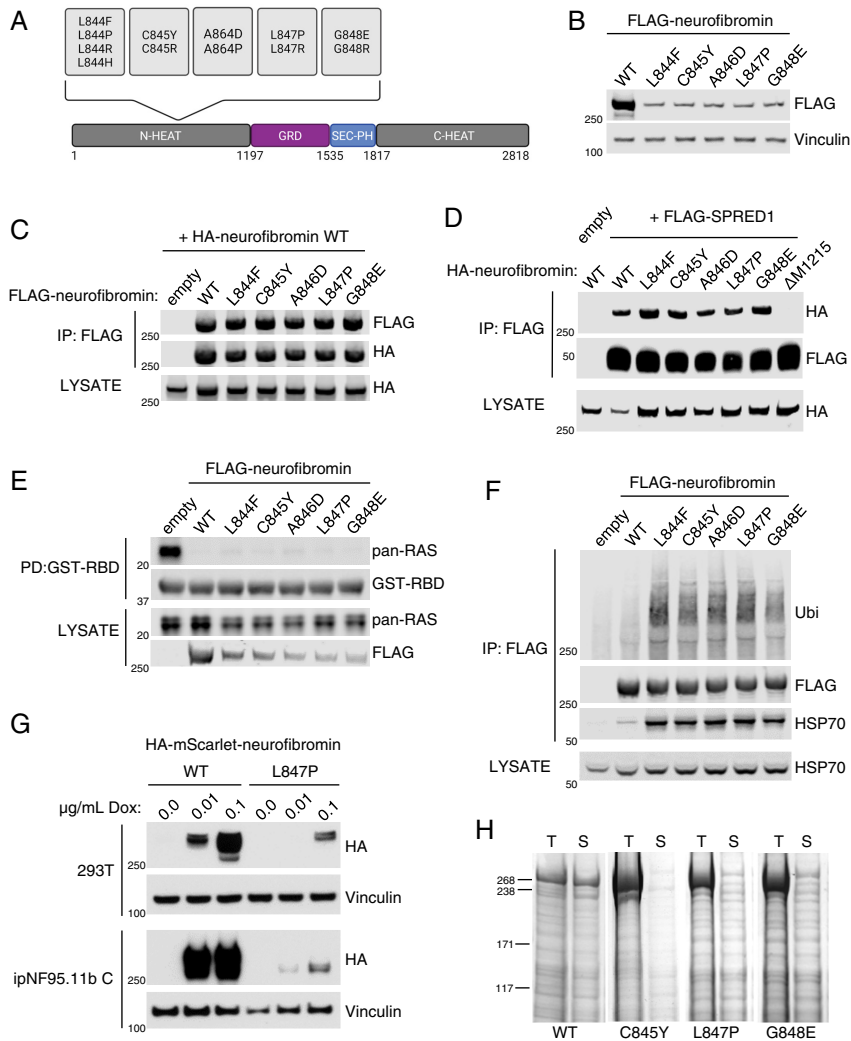 A
L844F
L844P
L844R
L844H
C845Y
C845R
A864D
A864P
L847P
L847R
G848E
G848R
N-HEAT
GRD
SEC-PH
C-HEAT
1
1197
1535
1817
2818
B
FLAG-neurofibromin
WT
L844F
C845Y
A846D
L847P
G848E
250
FLAG
100
Vinculin
C
+ HA-neurofibromin WT
FLAG-neurofibromin:
empty
WT
L844F
C845Y
A846D
L847P
G848E
IP: FLAG
250
FLAG
250
HA
LYSATE
250
HA
D
empty
+ FLAG-SPRED1
HA-neurofibromin:
WT
WT
L844F
C845Y
A846D
L847P
G848E
ΔM1215
IP: FLAG
250
HA
50
FLAG
LYSATE
250
HA
E
FLAG-neurofibromin
empty
WT
L844F
C845Y
A846D
L847P
G848E
PD:GST-RBD
20
pan-RAS
37
GST-RBD
LYSATE
20
pan-RAS
250
FLAG
F
FLAG-neurofibromin
empty
WT
L844F
C845Y
A846D
L847P
G848E
IP: FLAG
250
Ubi
250
FLAG
50
HSP70
LYSATE
50
HSP70
G
HA-mScarlet-neurofibromin
WT
L847P
µg/mL Dox:
0.0
0.01
0.1
0.0
0.01
0.1
293T
250
HA
100
Vinculin
ipNF95.11b C
250
HA
100
Vinculin
H
T S T S T S T S
268
238
171
117
WT
C845Y
L847P
G848E